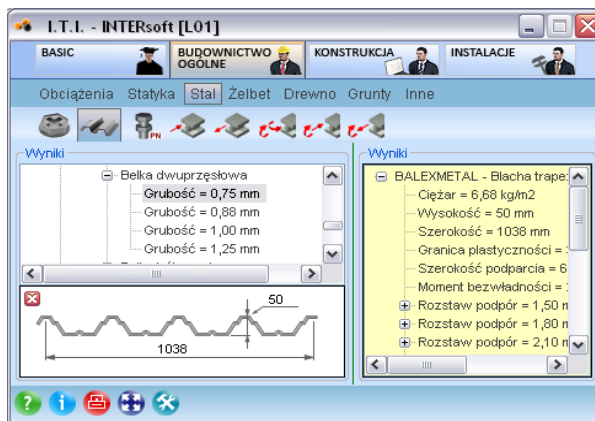 I.T.I. - INTERsoft [L01]
BASIC
BUDOWNICTWO
OGÓLNE
KONSTRUKCJA
INSTALACJE
Obciążenia Statyka Stal Żelbet Drewno Grunty Inne
PN
Wyniki
Belka dwuprzęsłowa
Grubość = 0,75 mm
Grubość = 0,88 mm
Grubość = 1,00 mm
Grubość = 1,25 mm
50
1038
Wyniki
BALEXMETAL - Blacha trape
Ciężar = 6,68 kg/m2
Wysokość = 50 mm
Szerokość = 1038 mm
Granica plastyczności =
Szerokość podparcia = 6
Moment bezwładności =
Rozstaw podpór = 1,50 m
Rozstaw podpór = 1,80 m
Rozstaw podpór = 2,10 m